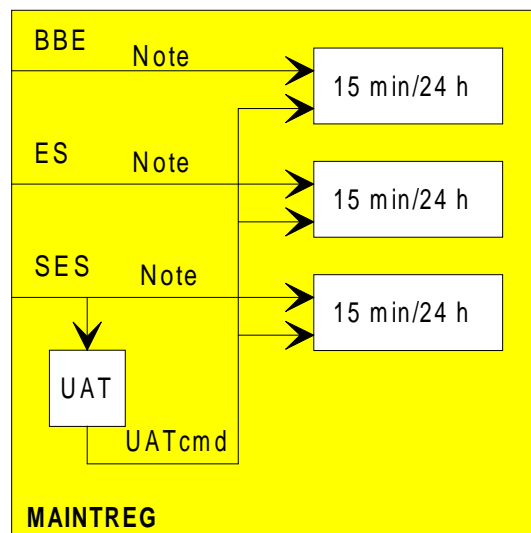 BBE
Note
15 min/24 h
ES
Note
15 min/24 h
SES
Note
15 min/24 h
UAT
UATcmd
MAINTREG